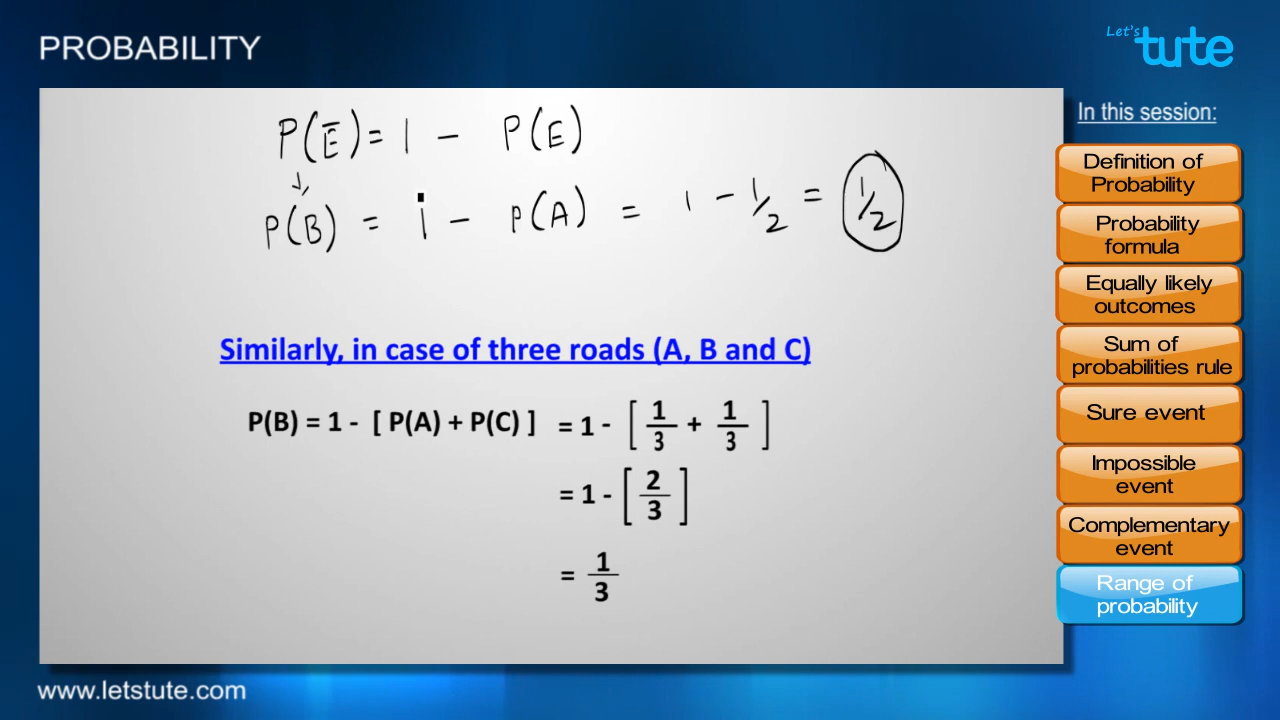 PROBABILITY
Let's tute
P(Ē) = 1 - P(E)
P(B) = 1 - P(A) = 1 - 1/2 = 1/2
Similarly, in case of three roads (A, B and C)
P(B) = 1 - [ P(A) + P(C) ] = 1 - [ 1/3 + 1/3 ]
= 1 - [ 2/3 ]
= 1/3
In this session:
Definition of
Probability
Probability
formula
Equally likely
outcomes
Sum of
probabilities rule
Sure event
Impossible
event
Complementary
event
Range of
probability
www.letstute.com